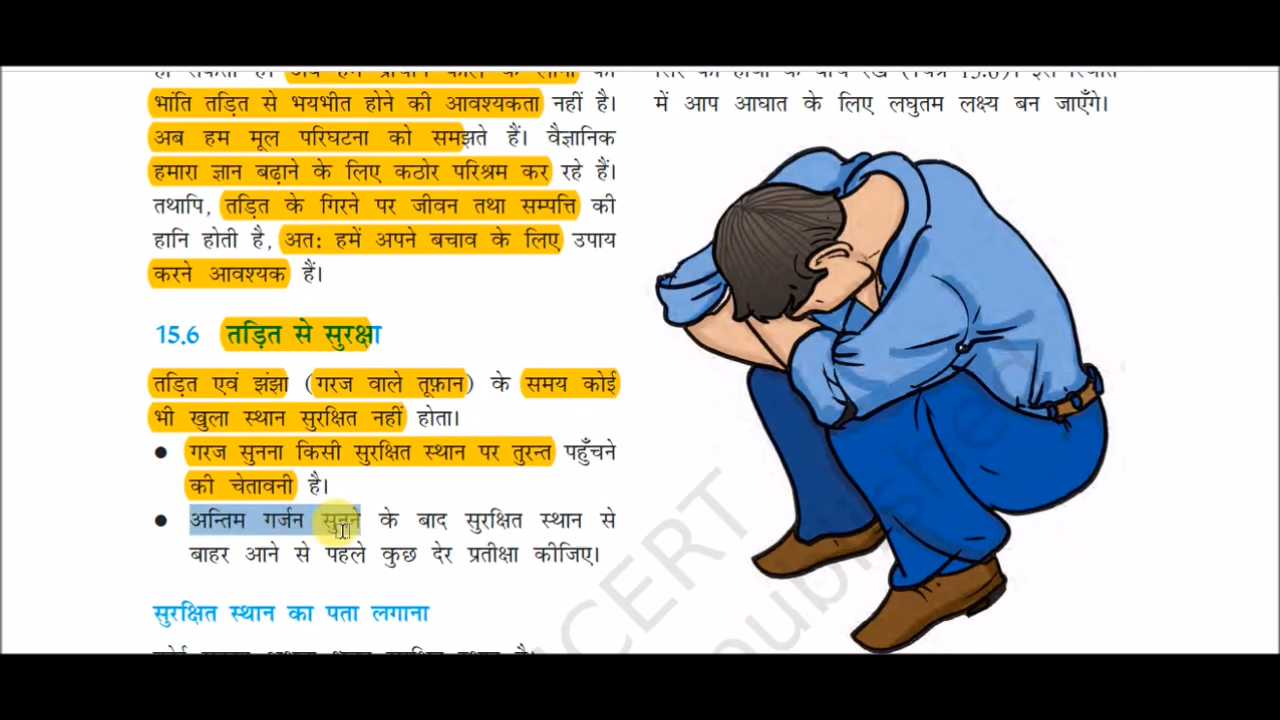 भांति तड़ित से भयभीत होने की आवश्यकता नहीं है।
अब हम मूल परिघटना को समझते हैं। वैज्ञानिक
हमारा ज्ञान बढ़ाने के लिए कठोर परिश्रम कर रहे हैं।
तथापि, तड़ित के गिरने पर जीवन तथा सम्पत्ति की
हानि होती है, अत: हमें अपने बचाव के लिए उपाय
करने आवश्यक हैं।
15.6 तड़ित से सुरक्षा
तड़ित एवं झंझा (गरज वाले तूफ़ान) के समय कोई
भी खुला स्थान सुरक्षित नहीं होता।
● गरज सुनना किसी सुरक्षित स्थान पर तुरन्त पहुँचने
की चेतावनी है।
● अन्तिम गर्जन सुनने के बाद सुरक्षित स्थान से
बाहर आने से पहले कुछ देर प्रतीक्षा कीजिए।
सुरक्षित स्थान का पता लगाना
में आप आघात के लिए लघुतम लक्ष्य बन जाएँगे।